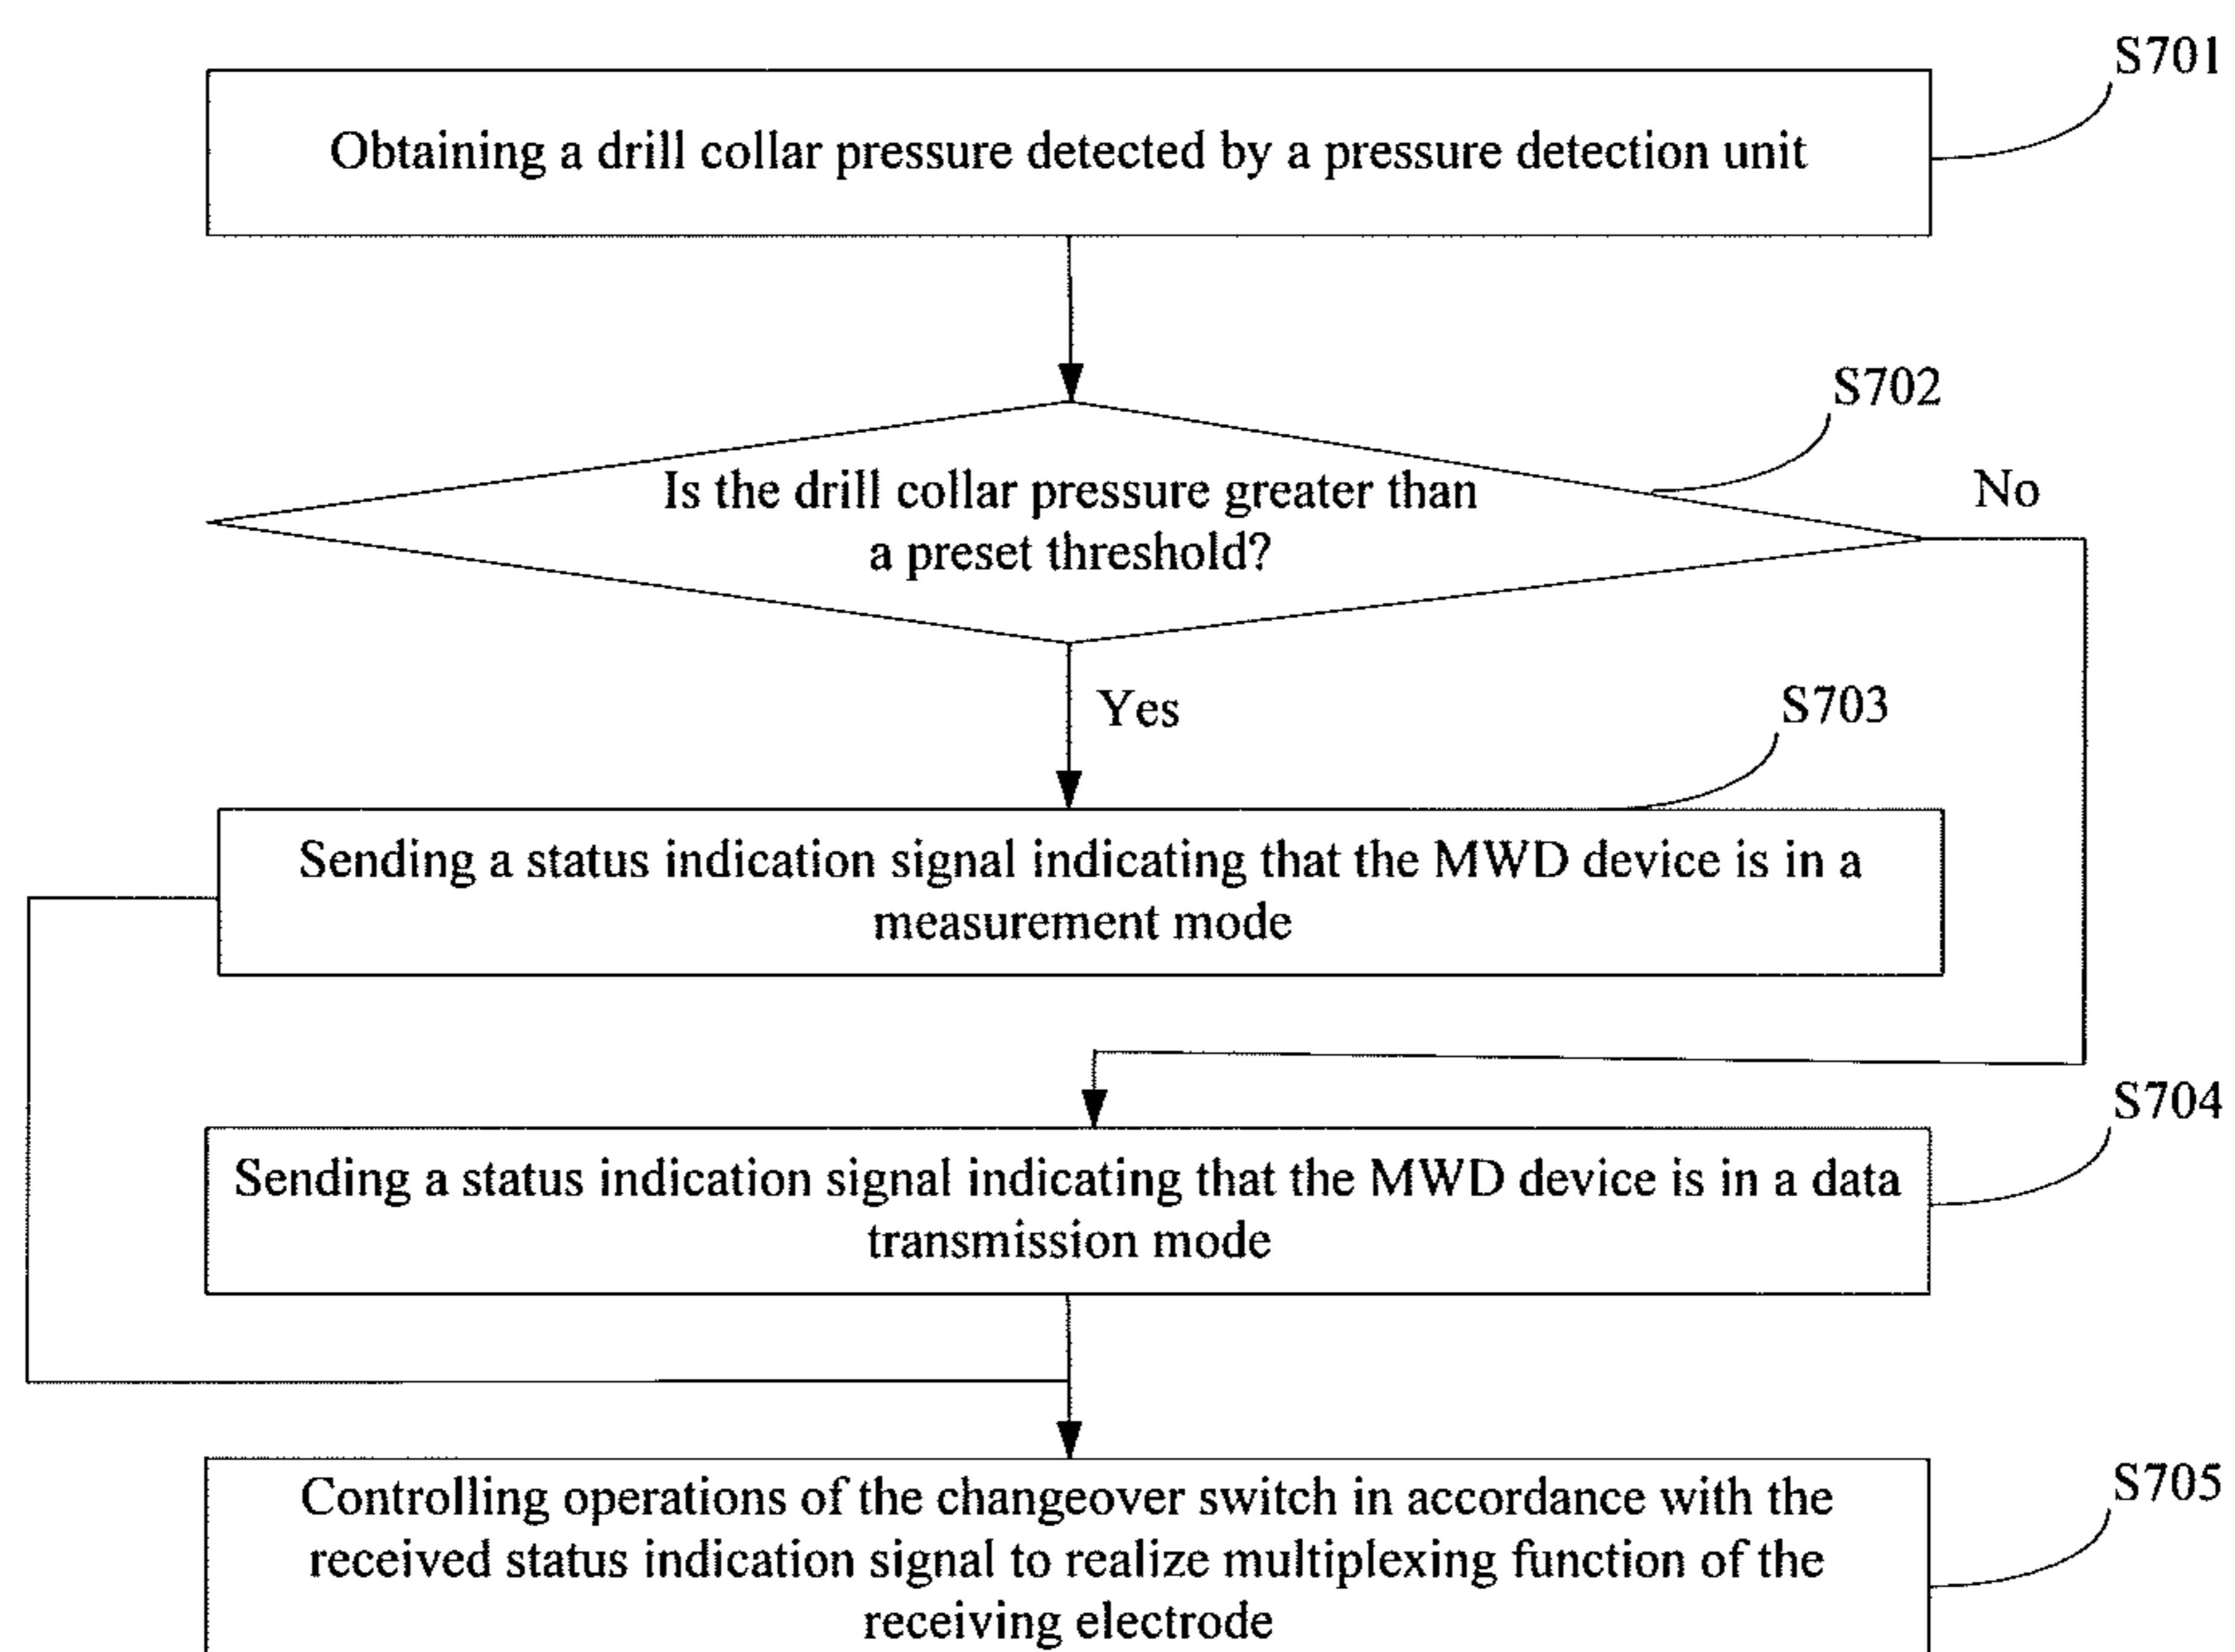 S701
Obtaining a drill collar pressure detected by a pressure detection unit
S702
Is the drill collar pressure greater than
a preset threshold?
No
Yes
S703
Sending a status indication signal indicating that the MWD device is in a
measurement mode
S704
Sending a status indication signal indicating that the MWD device is in a data
transmission mode
S705
Controlling operations of the changeover switch in accordance with the
received status indication signal to realize multiplexing function of the
receiving electrode